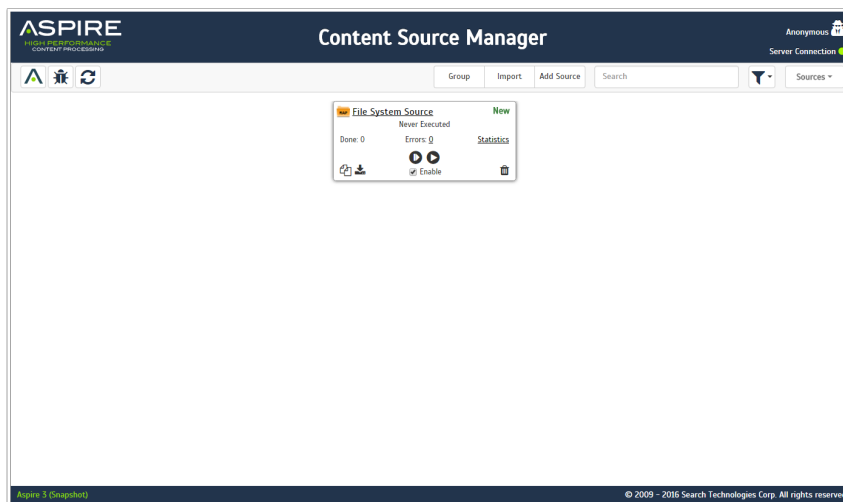 ASPIRE
HIGH PERFORMANCE
CONTENT PROCESSING
Content Source Manager
Anonymous
Server Connection
Group Import Add Source Search Sources
File System Source New
Never Executed
Done: 0 Errors: 0 Statistics
Enable
Aspire 3 (Snapshot) © 2009 - 2016 Search Technologies Corp. All rights reserved